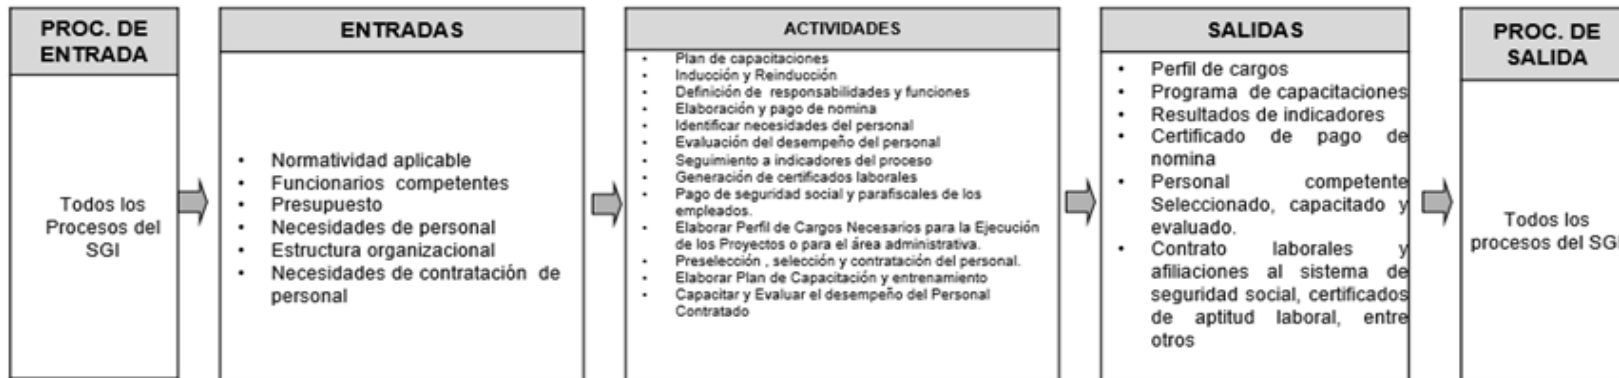 PROC. DE
ENTRADA
Todos los
Procesos del
SGI
ENTRADAS
• Normatividad aplicable
• Funcionarios competentes
• Presupuesto
• Necesidades de personal
• Estructura organizacional
• Necesidades de contratación de
personal
ACTIVIDADES
• Plan de capacitaciones
• Inducción y Reinducción
• Definición de responsabilidades y funciones
• Elaboración y pago de nomina
• Identificar necesidades del personal
• Evaluación del desempeño del personal
• Seguimiento a indicadores del proceso
• Generación de certificados laborales
• Pago de seguridad social y parafiscales de los
empleados.
• Elaborar Perfil de Cargos Necesarios para la Ejecución
de los Proyectos o para el área administrativa.
• Preselección , selección y contratación del personal.
• Elaborar Plan de Capacitación y entrenamiento
• Capacitar y Evaluar el desempeño del Personal
Contratado
SALIDAS
• Perfil de cargos
• Programa de capacitaciones
• Resultados de indicadores
• Certificado de pago de
nomina
• Personal competente
Seleccionado, capacitado y
evaluado.
• Contrato laborales y
afiliaciones al sistema de
seguridad social, certificados
de aptitud laboral, entre
otros
PROC. DE
SALIDA
Todos los
procesos del SGI